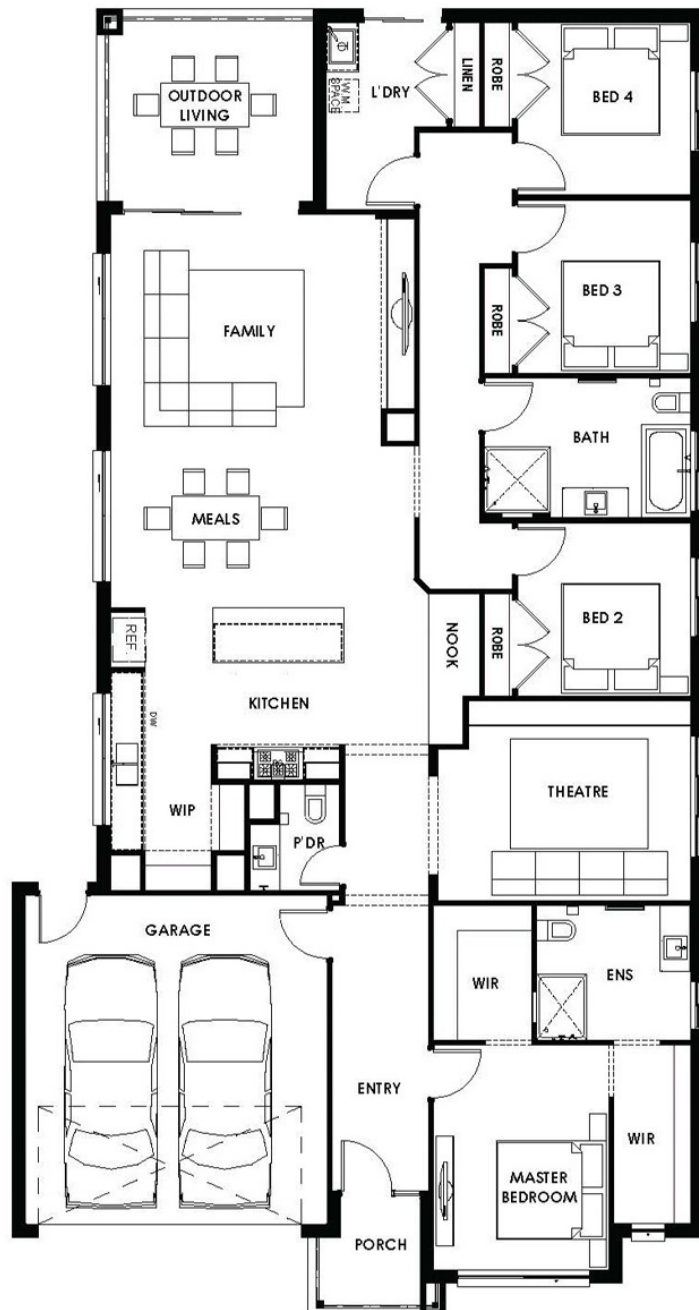 OUTDOOR
LIVING
W M
SPACE
L'DRY
LINEN
ROBE
BED 4
BED 3
ROBE
FAMILY
BATH
MEALS
BED 2
ROBE
NOOK
REF.
DW
KITCHEN
THEATRE
WIP
P'DR
GARAGE
WIR
ENS
ENTRY
WIR
MASTER
BEDROOM
PORCH